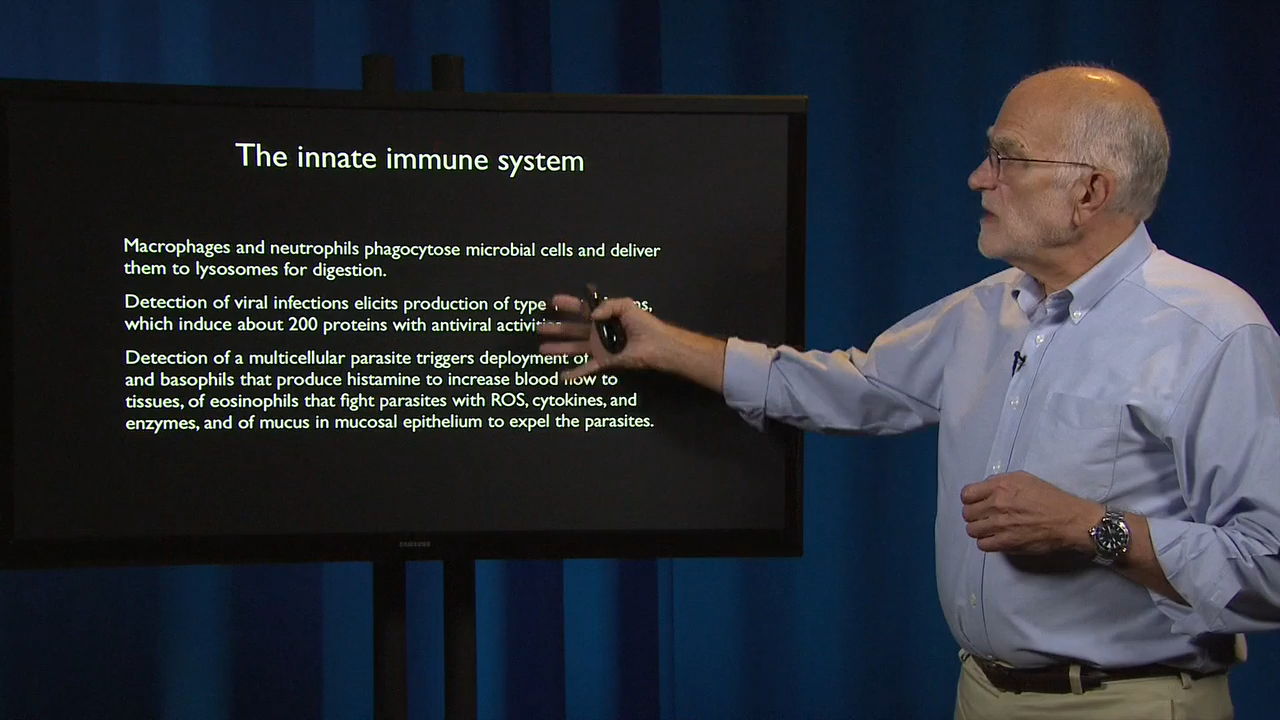 The innate immune system
Macrophages and neutrophils phagocytose microbial cells and deliver
them to lysosomes for digestion.
Detection of viral infections elicits production of type
which induce about 200 proteins with antiviral
Detection of a multicellular parasite triggers deployment of
and basophils that produce histamine to increase blood flow to
tissues, of eosinophils that fight parasites with ROS, cytokines, and
enzymes, and of mucus in mucosal epithelium to expel the parasites.
SAMSUNG